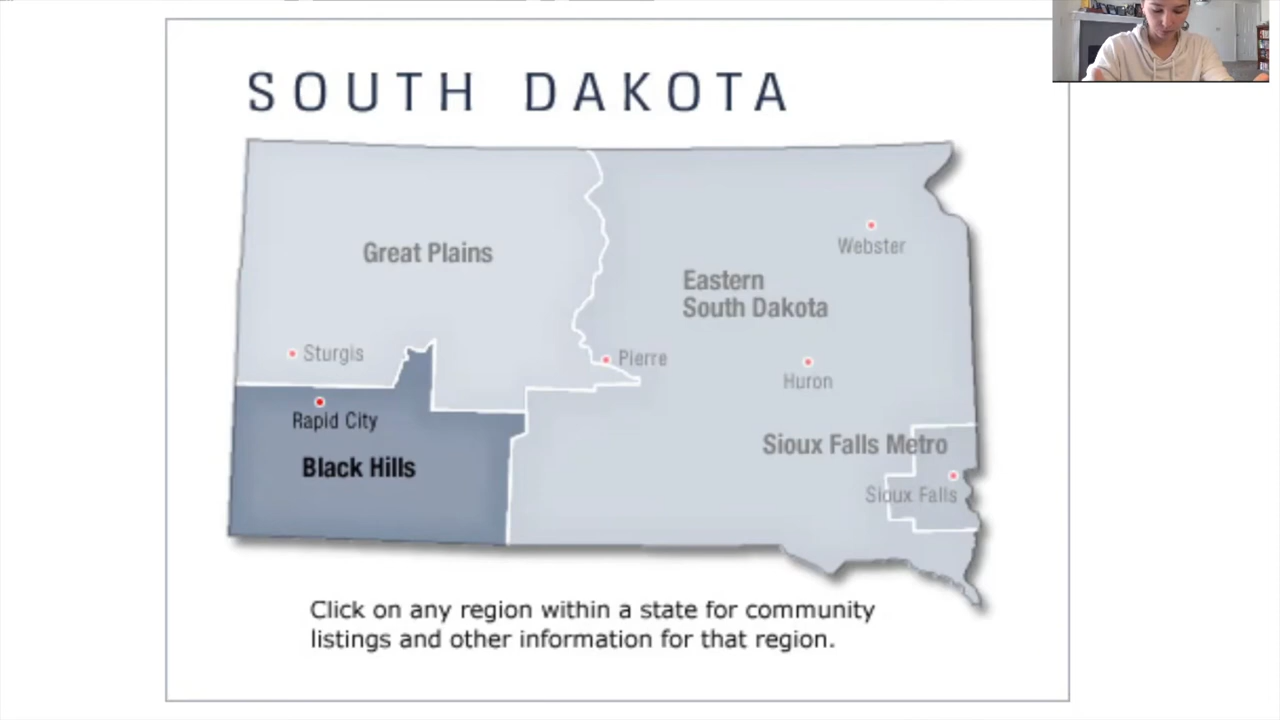 SOUTH DAKOTA
Great Plains
Webster
Eastern
South Dakota
Sturgis
Pierre
Huron
Rapid City
Sioux Falls Metro
Black Hills
Sioux Falls
Click on any region within a state for community
listings and other information for that region.